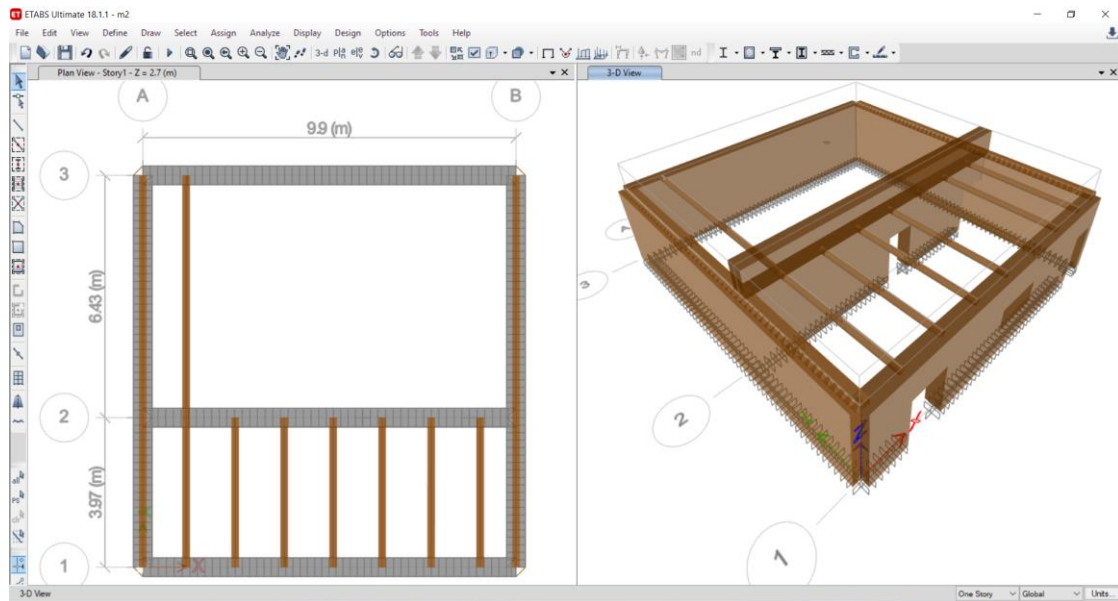 ETABS Ultimate 18.1.1 - m2
File Edit View Define Draw Select Assign Analyze Display Design Options Tools Help
3-d nd
Plan View - Story1 - Z = 2.7 (m)
3-D View
A B
9.9 (m)
3
6.43 (m)
2
3.97 (m)
1
X
3
2
1
Z
X
3-D View
One Story Global Units...